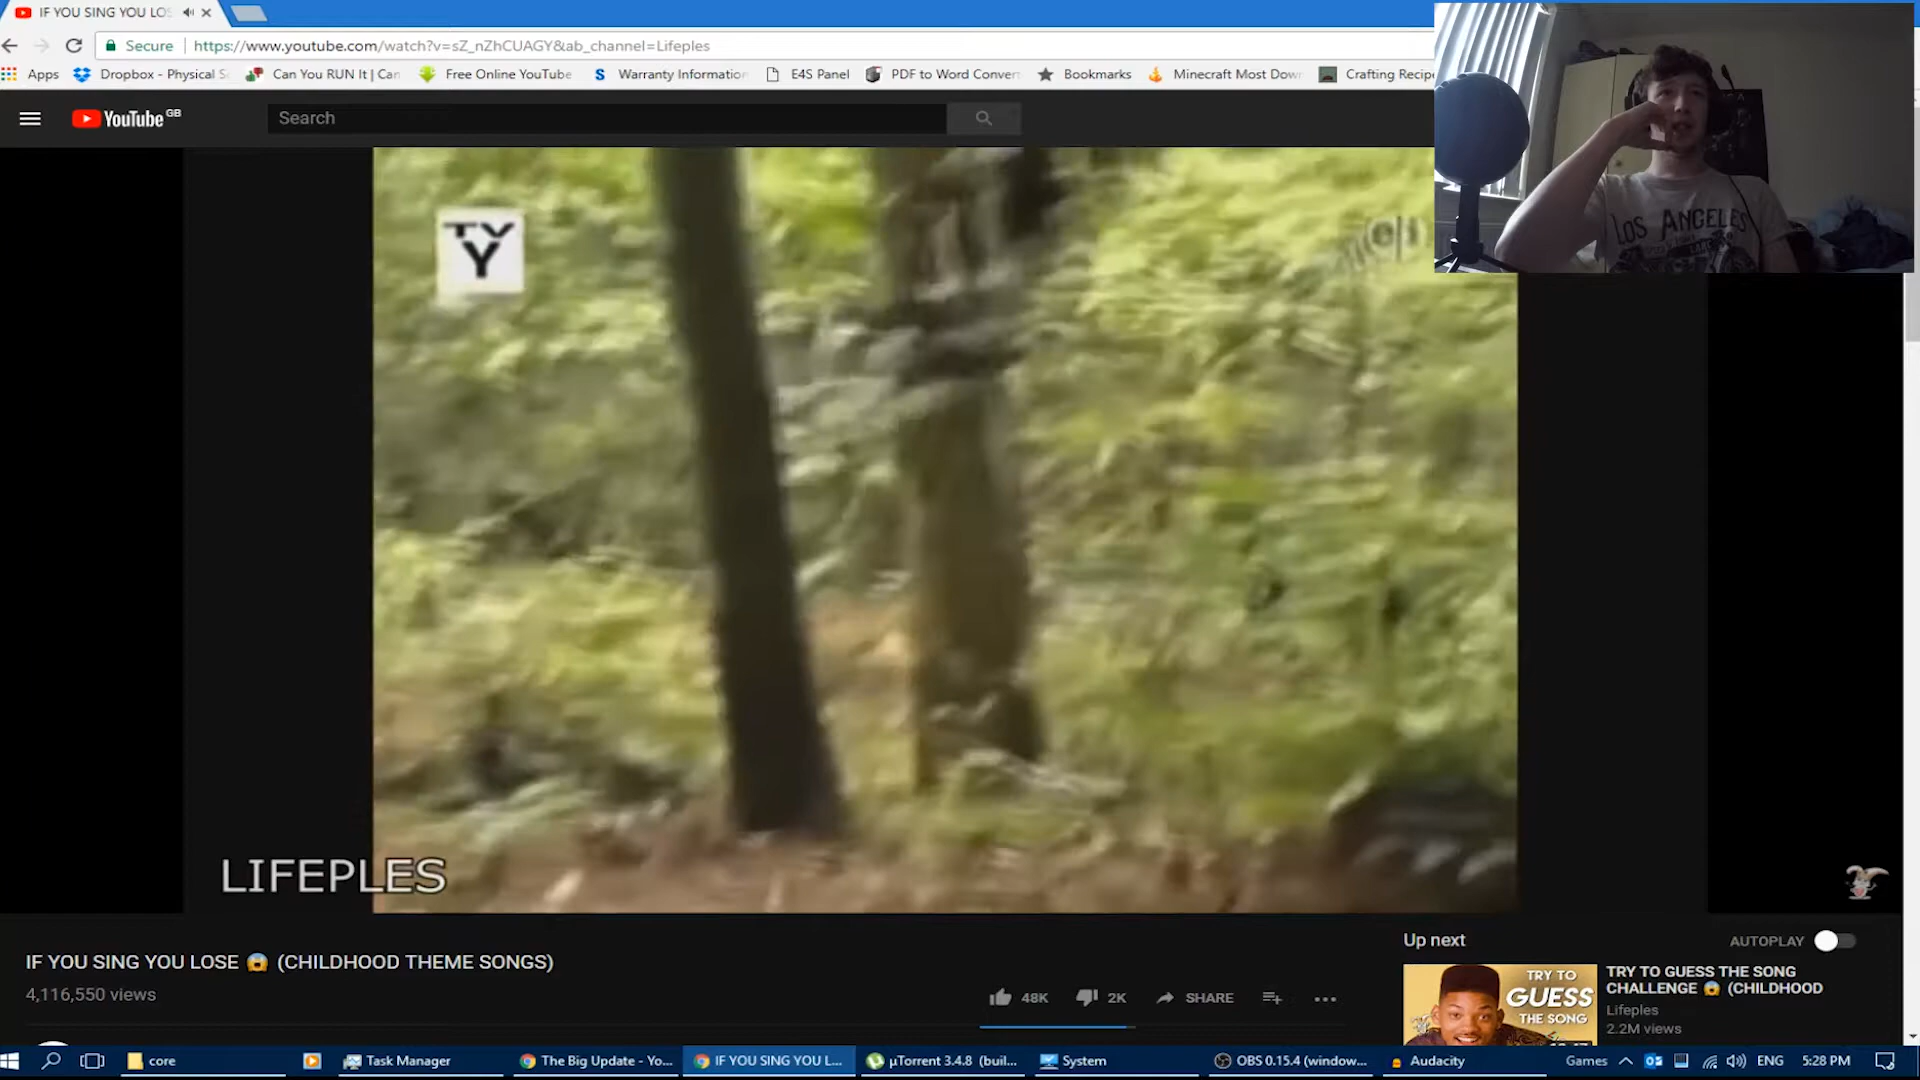 IF YOU SING YOU LOS
Secure
https://www.youtube.com/watch?v=sZ_nZhCUAGY&ab_channel=Lifeples
Apps
Dropbox - Physical S
Can You RUN It | Can
Free Online YouTube
Warranty Information
E4S Panel
PDF to Word Convert
Bookmarks
Minecraft Most Dow
Crafting Recipe
YouTube GB
Search
TV
Y
LOS ANGELES
LIFEPLES
IF YOU SING YOU LOSE 😱 (CHILDHOOD THEME SONGS)
4,116,550 views
48K
2K
SHARE
Up next
AUTOPLAY
TRY TO
GUESS
THE SONG
TRY TO GUESS THE SONG
CHALLENGE 😱 (CHILDHOOD
Lifeples
2.2M views
core
Task Manager
The Big Update - Yo...
IF YOU SING YOU L...
µTorrent 3.4.8 (buil...
System
OBS 0.15.4 (window...
Audacity
Games
ENG
5:28 PM